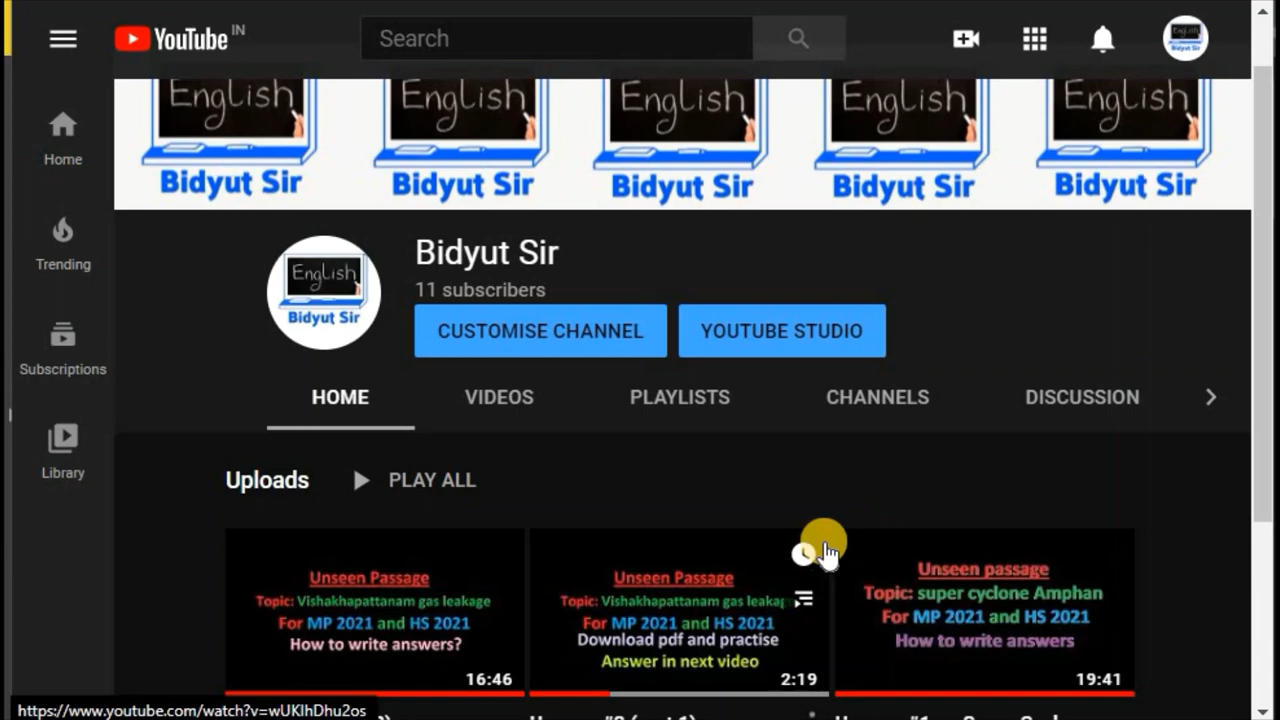 YouTube IN
Search
English English English English English
Bidyut Sir Bidyut Sir Bidyut Sir Bidyut Sir Bidyut Sir
Home
Trending
Subscriptions
Library
English
Bidyut Sir
Bidyut Sir
11 subscribers
CUSTOMISE CHANNEL YOUTUBE STUDIO
HOME VIDEOS PLAYLISTS CHANNELS DISCUSSION
Uploads PLAY ALL
Unseen Passage
Topic: Vishakhapattanam gas leakage
For MP 2021 and HS 2021
How to write answers?
16:46
Unseen Passage
Topic: Vishakhapattanam gas leakag
For MP 2021 and HS 2021
Download pdf and practise
Answer in next video
2:19
Unseen passage
Topic: super cyclone Amphan
For MP 2021 and HS 2021
How to write answers
19:41
https://www.youtube.com/watch?v=wUKlhDhu2os